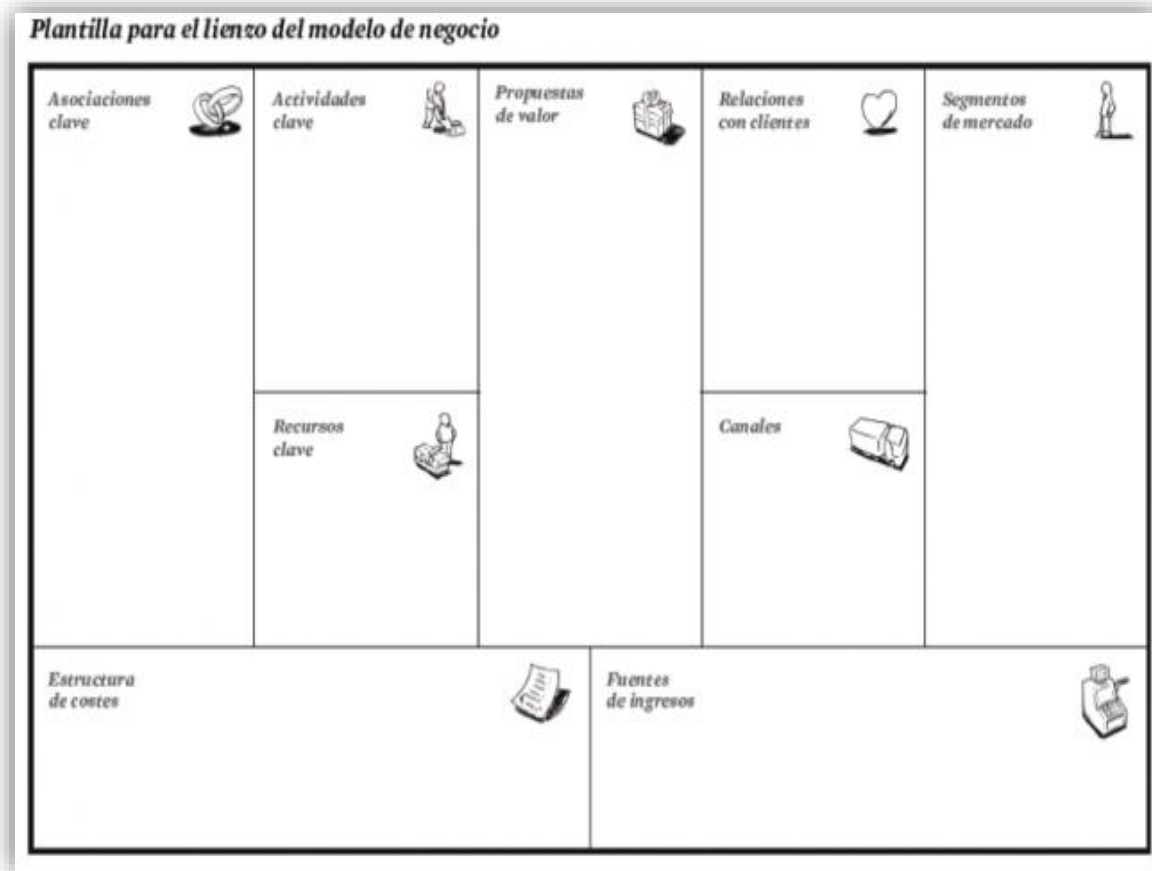 Plantilla para el lienzo del modelo de negocio
Asociaciones
clave
Actividades
clave
Propuestas
de valor
Relaciones
con clientes
Segmentos
de mercado
Recursos
clave
Canales
Estructura
de costes
Fuentes
de ingresos